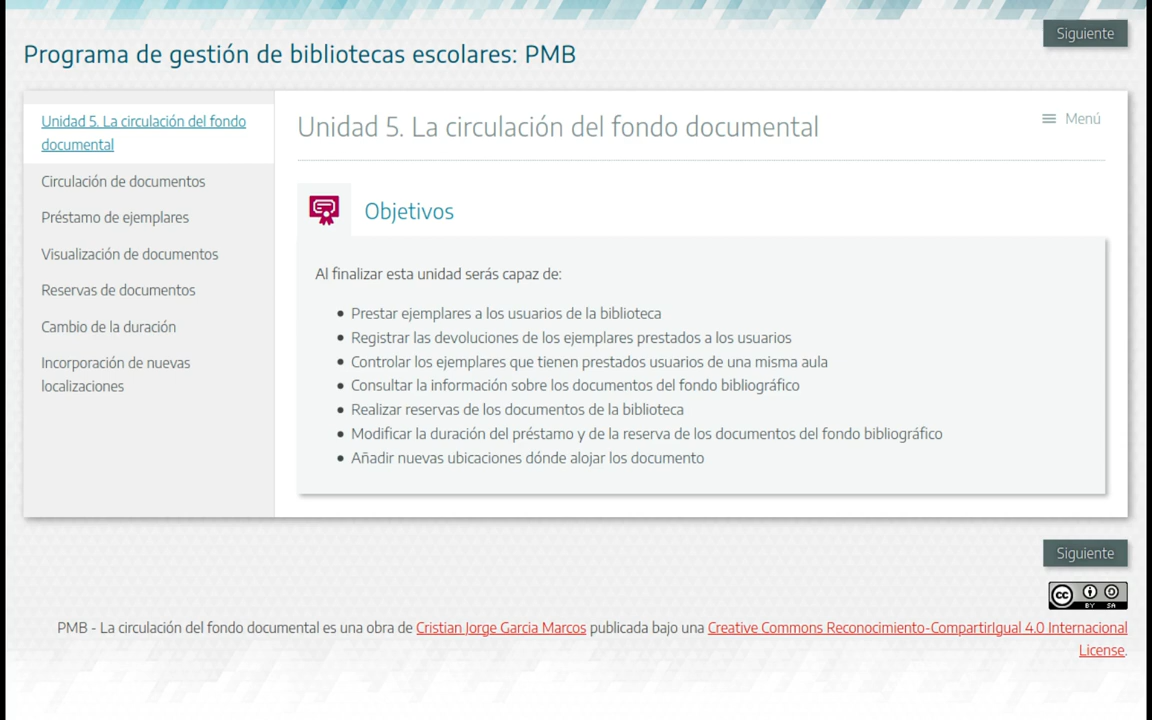 Siguiente
Programa de gestión de bibliotecas escolares: PMB
Unidad 5. La circulación del fondo
documental
Circulación de documentos
Préstamo de ejemplares
Visualización de documentos
Reservas de documentos
Cambio de la duración
Incorporación de nuevas
localizaciones
Unidad 5. La circulación del fondo documental
Menú
Objetivos
Al finalizar esta unidad serás capaz de:
Prestar ejemplares a los usuarios de la biblioteca
Registrar las devoluciones de los ejemplares prestados a los usuarios
Controlar los ejemplares que tienen prestados usuarios de una misma aula
Consultar la información sobre los documentos del fondo bibliográfico
Realizar reservas de los documentos de la biblioteca
Modificar la duración del préstamo y de la reserva de los documentos del fondo bibliográfico
Añadir nuevas ubicaciones dónde alojar los documento
Siguiente
cc BY SA
PMB - La circulación del fondo documental es una obra de Cristian Jorge Garcia Marcos publicada bajo una Creative Commons Reconocimiento-CompartirIgual 4.0 Internacional
License.